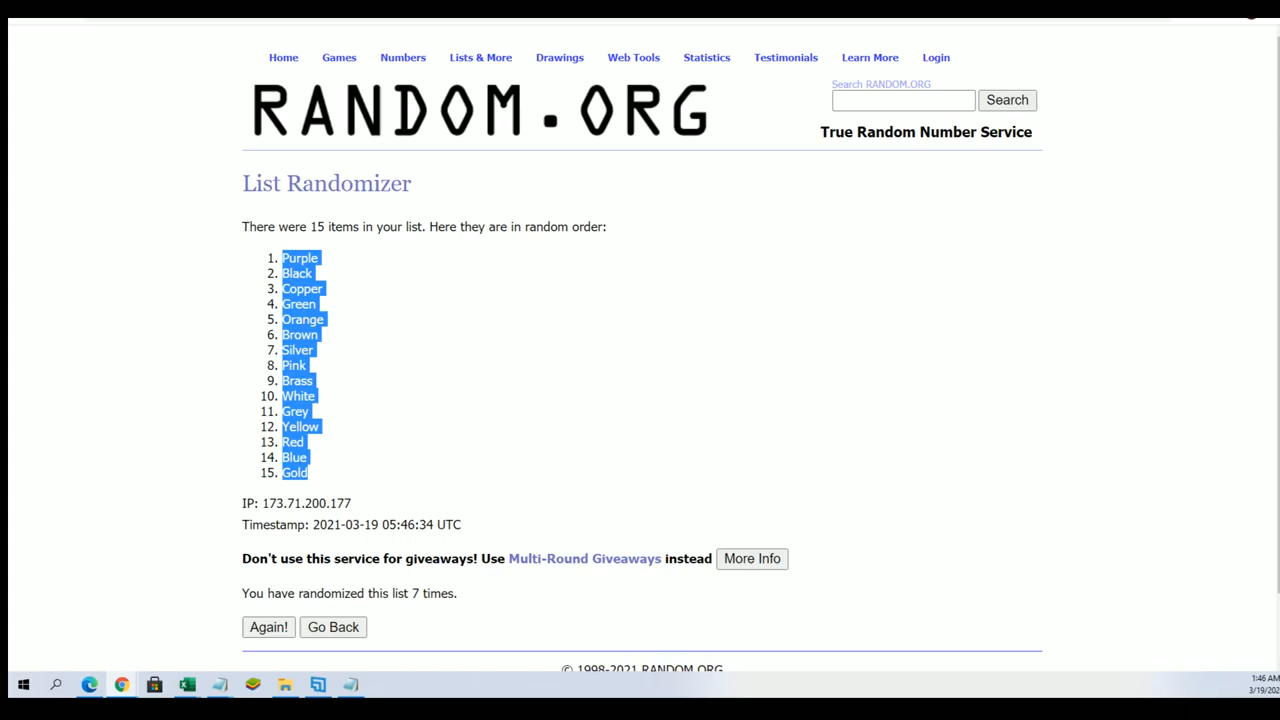 Home Games Numbers Lists & More Drawings Web Tools Statistics Testimonials Learn More Login
RANDOM.ORG
Search RANDOM.ORG
Search
True Random Number Service
List Randomizer
There were 15 items in your list. Here they are in random order:
1. Purple
2. Black
3. Copper
4. Green
5. Orange
6. Brown
7. Silver
8. Pink
9. Brass
10. White
11. Grey
12. Yellow
13. Red
14. Blue
15. Gold
IP: 173.71.200.177
Timestamp: 2021-03-19 05:46:34 UTC
Don't use this service for giveaways! Use Multi-Round Giveaways instead More Info
You have randomized this list 7 times.
Again! Go Back
© 1998-2021 RANDOM.ORG
1:46 AM
3/19/202